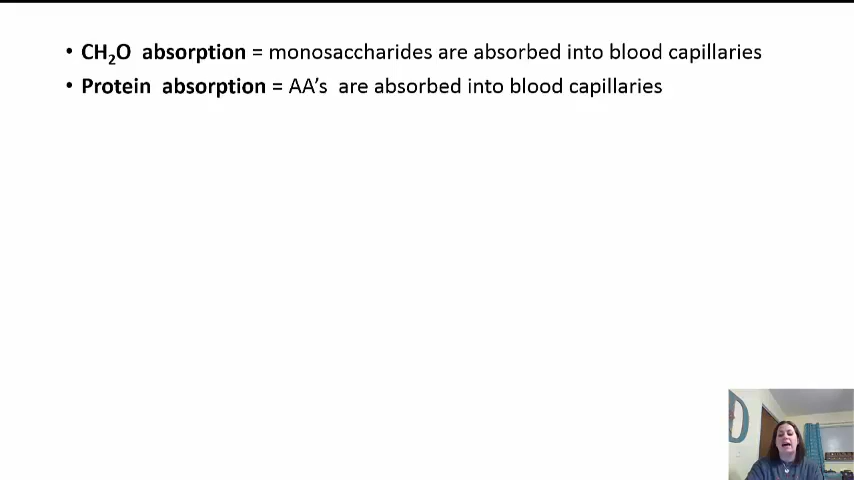 • CH₂O absorption = monosaccharides are absorbed into blood capillaries
• Protein absorption = AA’s are absorbed into blood capillaries